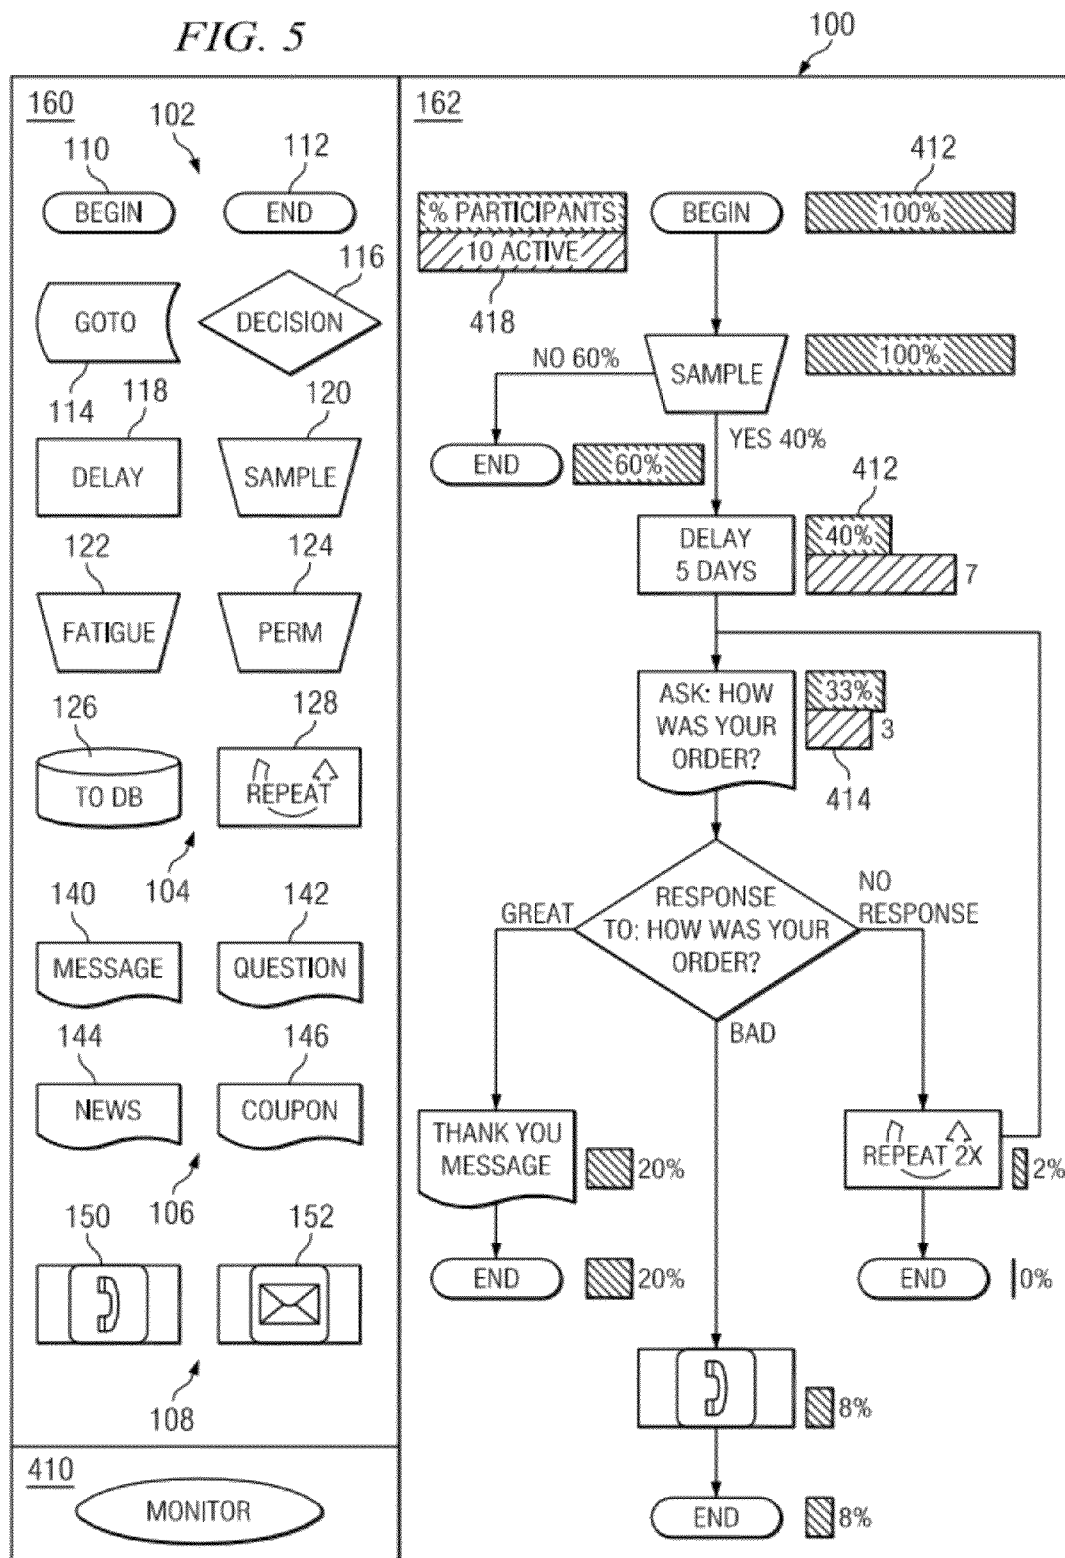 FIG. 5
100
160
102
110
112
BEGIN
END
116
GOTO
DECISION
114
118
120
DELAY
SAMPLE
122
124
FATIGUE
PERM
126
128
TO DB
REPEAT
104
140
142
MESSAGE
QUESTION
144
146
NEWS
COUPON
106
150
152
108
410
MONITOR
162
412
% PARTICIPANTS
BEGIN
100%
10 ACTIVE
418
NO 60%
SAMPLE
100%
YES 40%
END
60%
412
DELAY
5 DAYS
40%
7
ASK: HOW
WAS YOUR
ORDER?
33%
3
414
GREAT
RESPONSE
TO: HOW WAS YOUR
ORDER?
NO
RESPONSE
BAD
THANK YOU
MESSAGE
20%
REPEAT 2X
2%
END
20%
END
0%
8%
END
8%